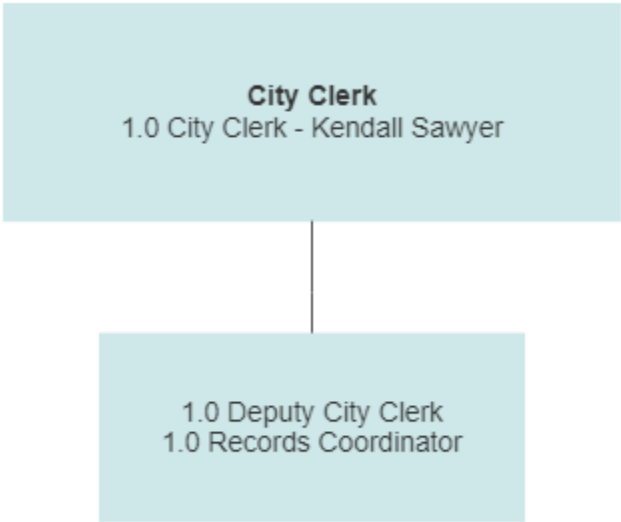 City Clerk
1.0 City Clerk - Kendall Sawyer
1.0 Deputy City Clerk
1.0 Records Coordinator